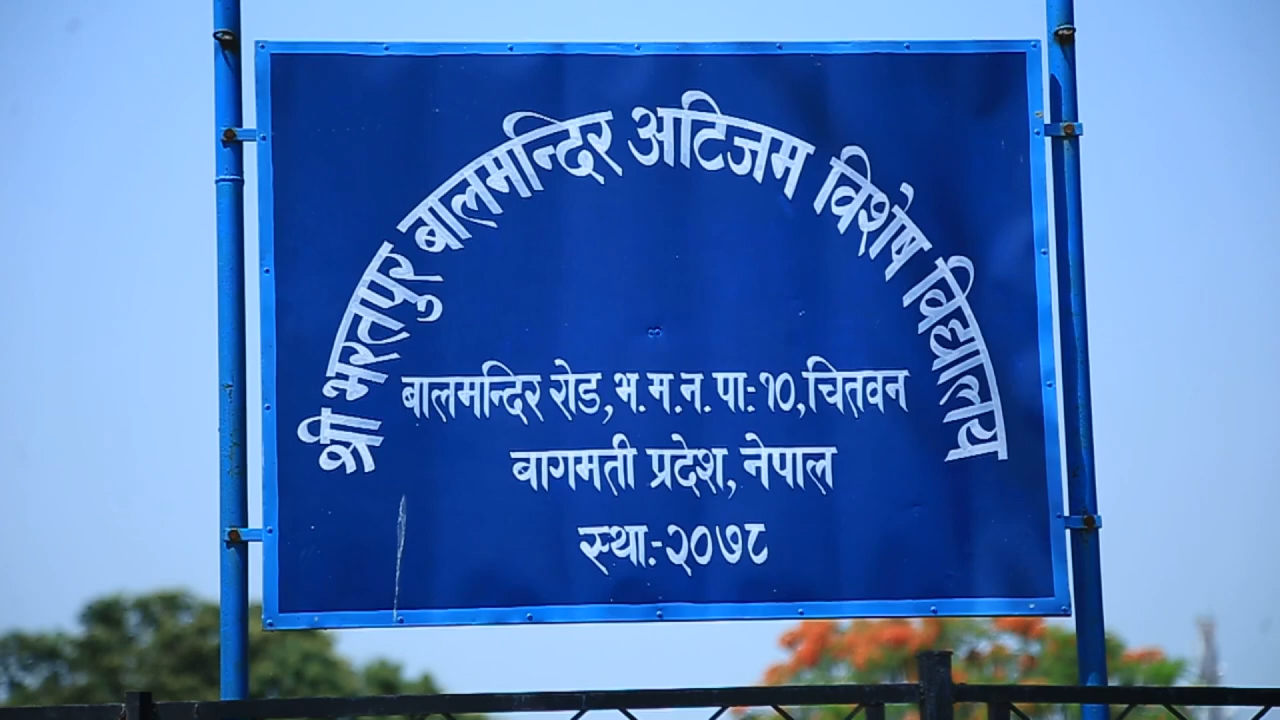 श्री भरतपुर बालमन्दिर अटिजम विशेष विद्यालय
बालमन्दिर रोड, भ.म.न. पा:-१०, चितवन
बागमती प्रदेश, नेपाल
स्था:-२०७८